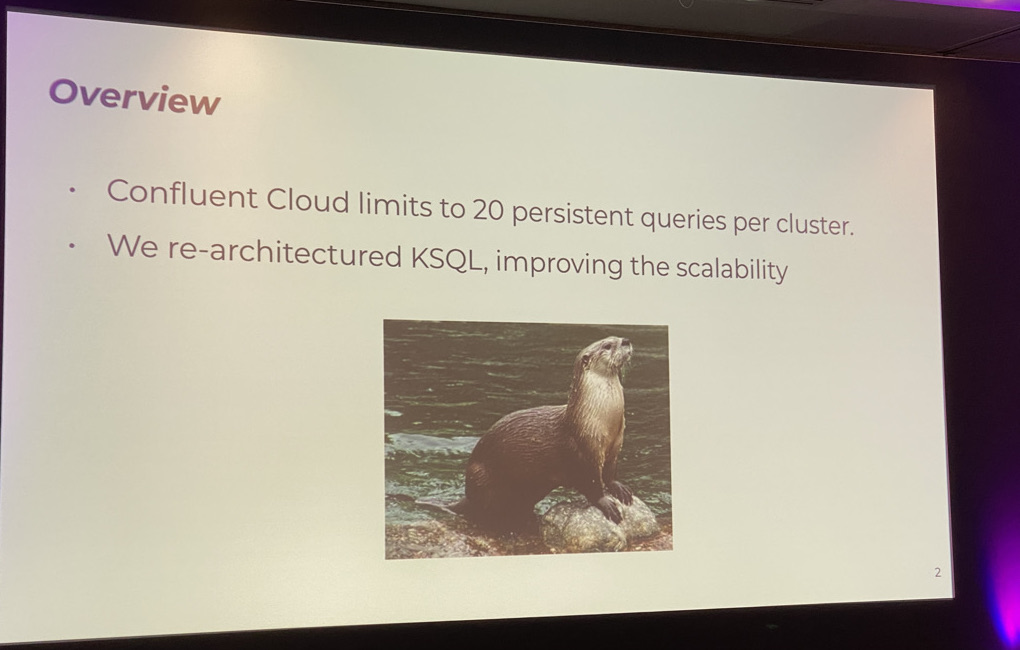 Overview
• Confluent Cloud limits to 20 persistent queries per cluster.
• We re-architectured KSQL, improving the scalability
2